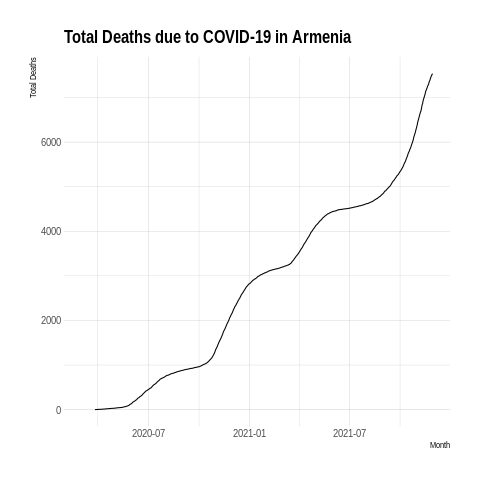 Total Deaths due to COVID-19 in Armenia
Total Deaths
6000
4000
2000
0
2020-07
2021-01
2021-07
Month